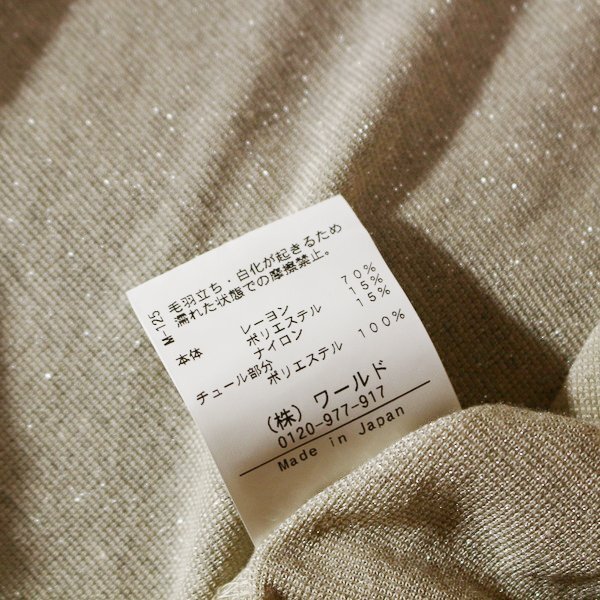 毛羽立ち・白化が起きるため
濡れた状態での摩擦禁止。
本体 レーヨン 70%
ポリエステル 15%
ナイロン 15%
チュール部分
ポリエステル 100%
(株) ワールド
0120-977-917
Made in Japan
W-125